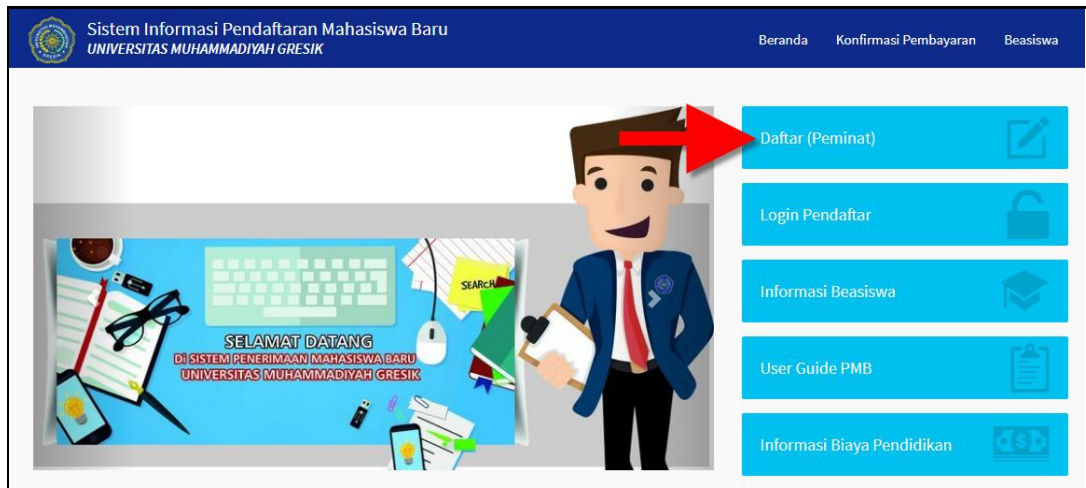 Sistem Informasi Pendaftaran Mahasiswa Baru
UNIVERSITAS MUHAMMADIYAH GRESIK
Beranda Konfirmasi Pembayaran Beasiswa
Daftar (Peminat)
Login Pendaftar
Informasi Beasiswa
User Guide PMB
Informasi Biaya Pendidikan
SEARCH
SELAMAT DATANG
Di SISTEM PENERIMAAN MAHASISWA BARU
UNIVERSITAS MUHAMMADIYAH GRESIK